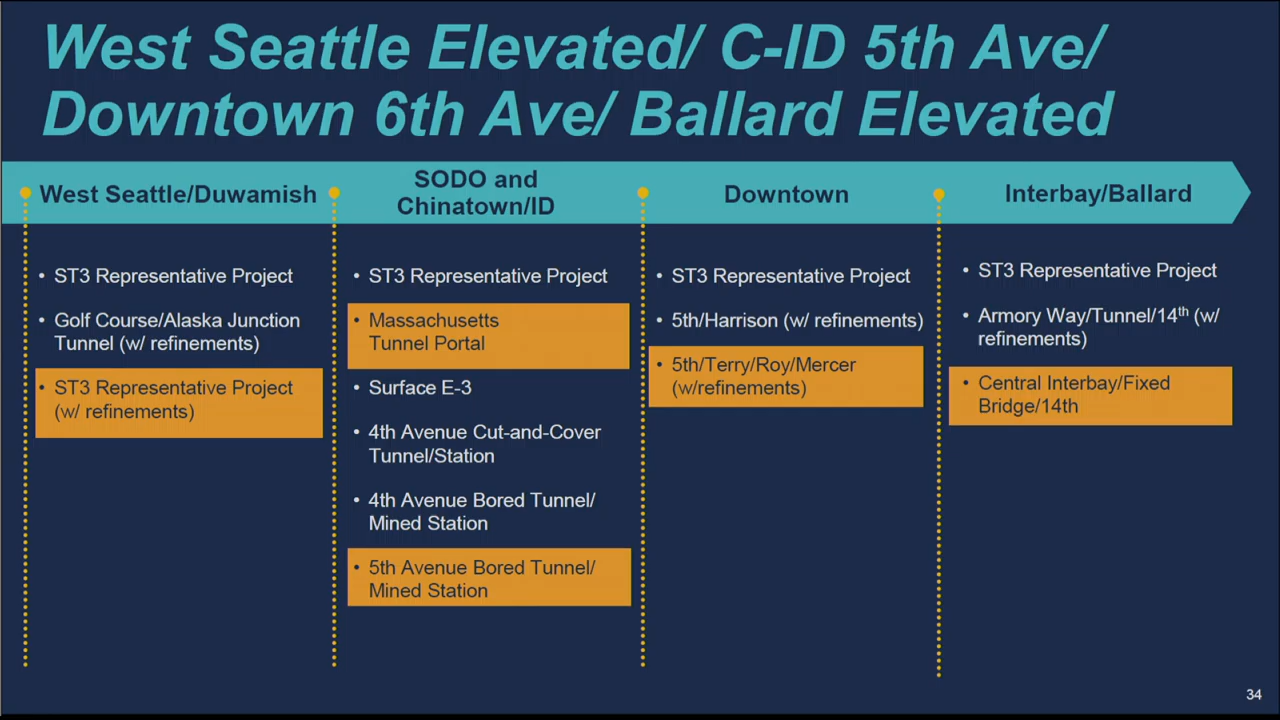 West Seattle Elevated/ C-ID 5th Ave/
Downtown 6th Ave/ Ballard Elevated
West Seattle/Duwamish
SODO and
Chinatown/ID
Downtown
Interbay/Ballard
• ST3 Representative Project
• Golf Course/Alaska Junction
Tunnel (w/ refinements)
• ST3 Representative Project
(w/ refinements)
• ST3 Representative Project
• Massachusetts
Tunnel Portal
• Surface E-3
• 4th Avenue Cut-and-Cover
Tunnel/Station
• 4th Avenue Bored Tunnel/
Mined Station
• 5th Avenue Bored Tunnel/
Mined Station
• ST3 Representative Project
• 5th/Harrison (w/ refinements)
• 5th/Terry/Roy/Mercer
(w/refinements)
• ST3 Representative Project
• Armory Way/Tunnel/14th (w/
refinements)
• Central Interbay/Fixed
Bridge/14th
34